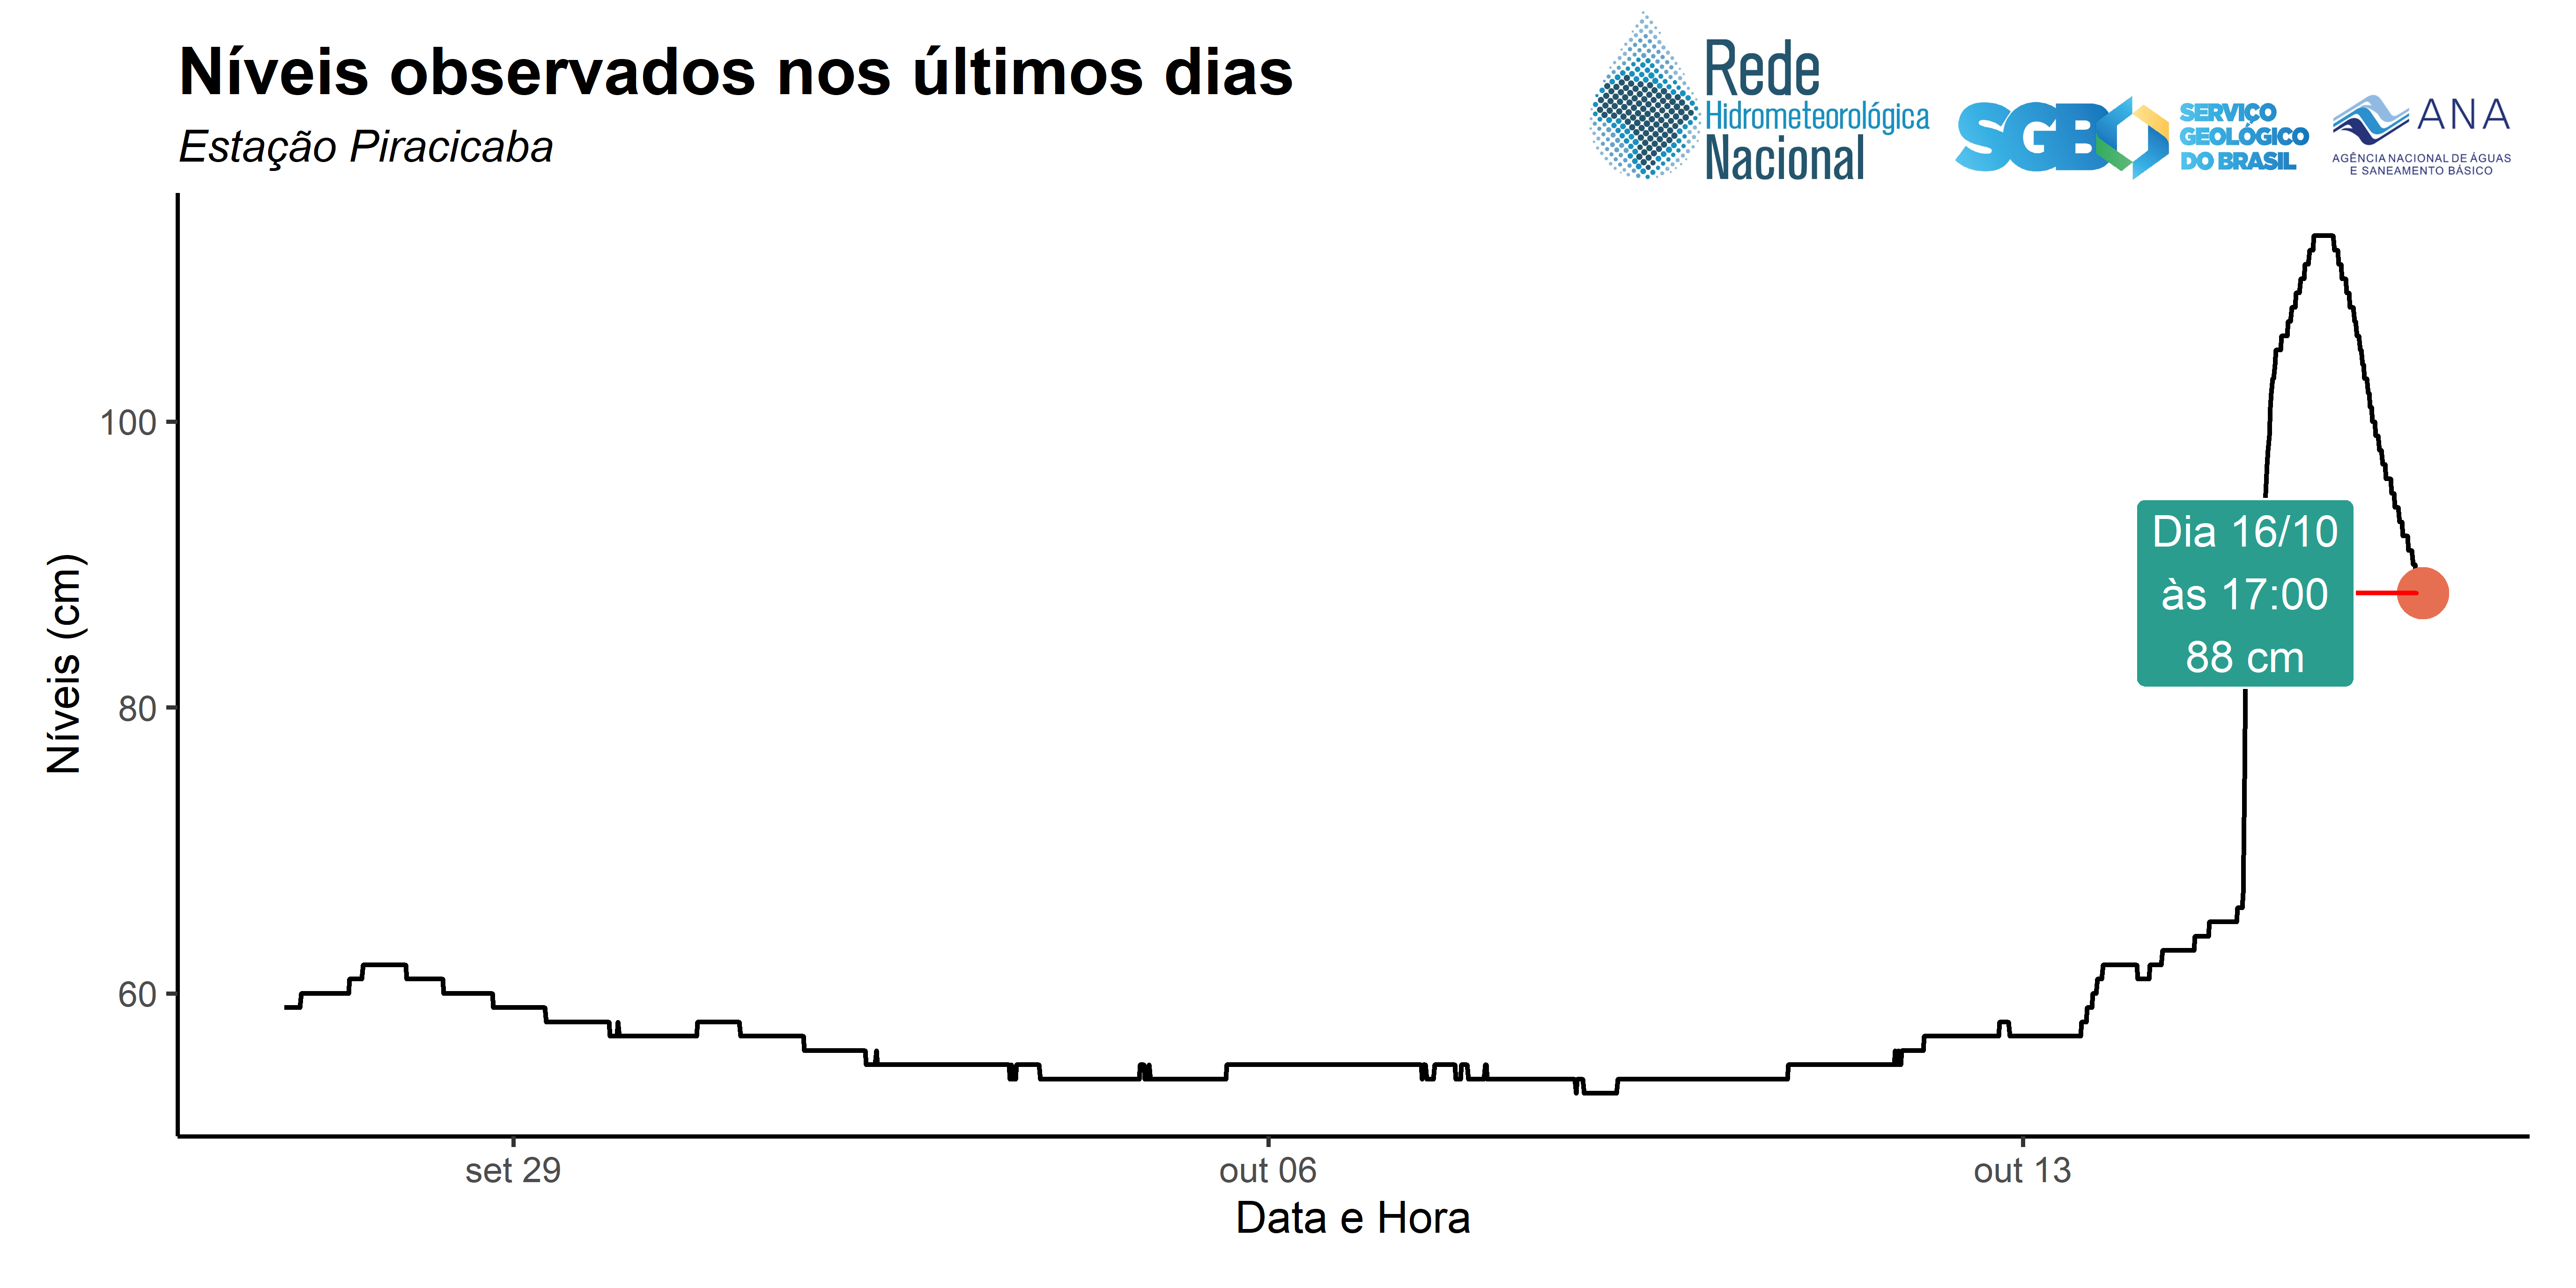 Níveis observados nos últimos dias
Estação Piracicaba
Rede
Hidrometeorológica
Nacional
SGB
SERVIÇO
GEOLÓGICO
DO BRASIL
ANA
AGÊNCIA NACIONAL DE ÁGUAS
E SANEAMENTO BÁSICO
Níveis (cm)
100
80
60
Dia 16/10
às 17:00
88 cm
set 29
out 06
out 13
Data e Hora